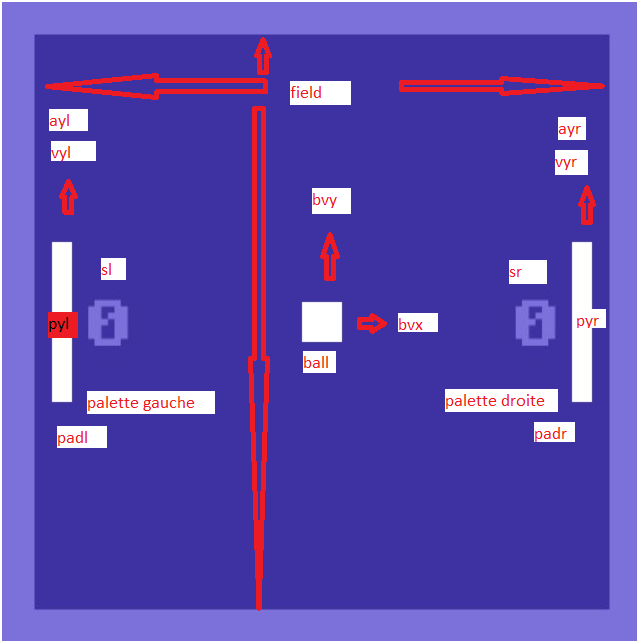 field
ayl
ayr
vyl
vyr
bvy
sl
sr
pyl
0
0
pyr
bvx
ball
palette gauche
palette droite
padl
padr